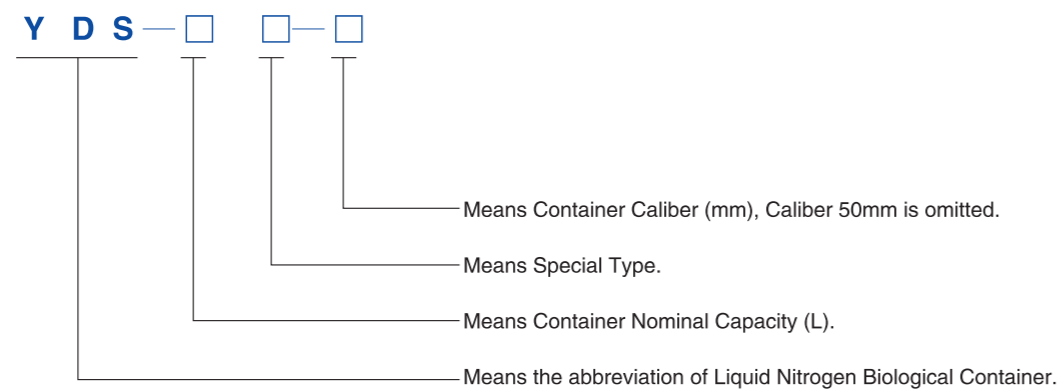 Y D S — □ □ — □
Means Container Caliber (mm), Caliber 50mm is omitted.
Means Special Type.
Means Container Nominal Capacity (L).
Means the abbreviation of Liquid Nitrogen Biological Container.